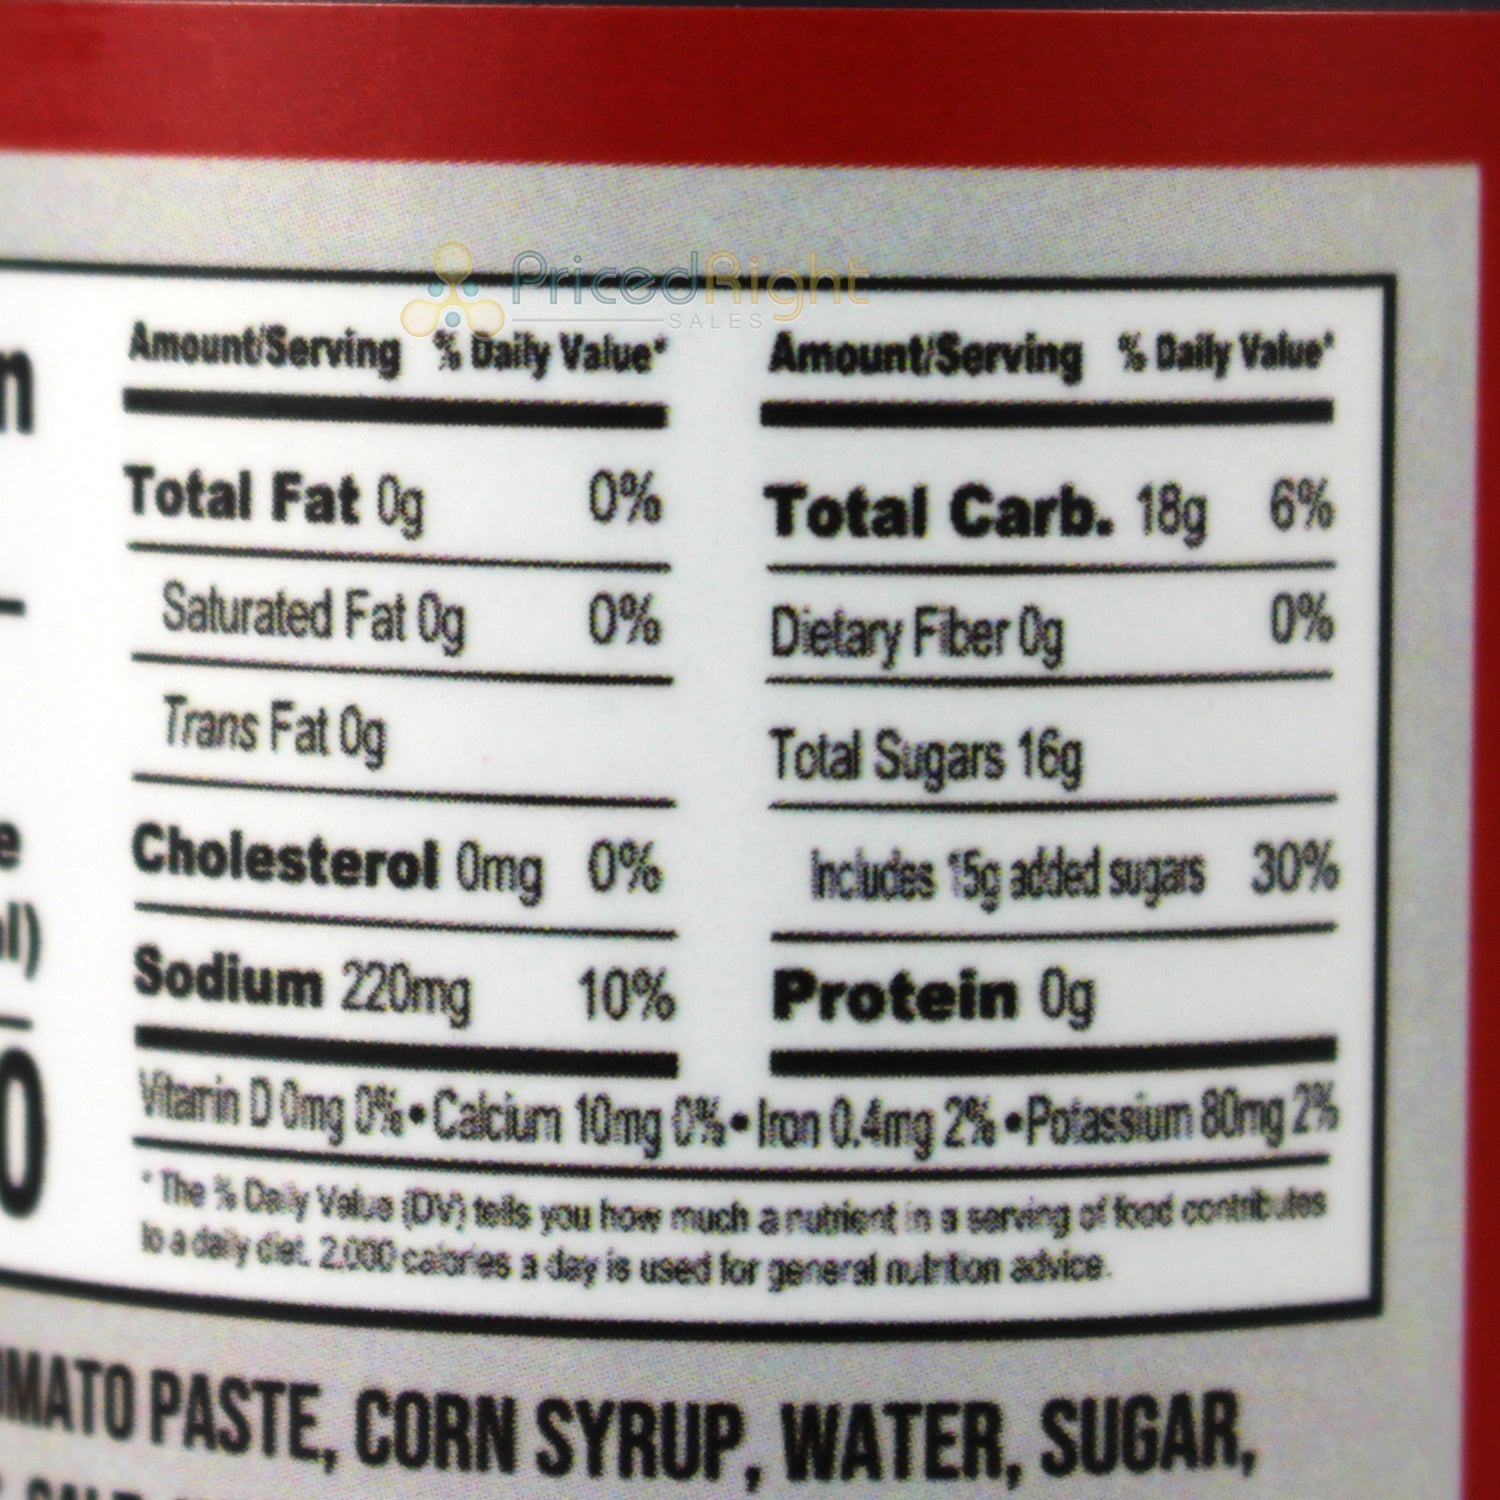 PricedRight
SALES
Amount/Serving % Daily Value*
Total Fat 0g 0%
Saturated Fat 0g 0%
Trans Fat 0g
Cholesterol 0mg 0%
Sodium 220mg 10%
Amount/Serving % Daily Value*
Total Carb. 18g 6%
Dietary Fiber 0g 0%
Total Sugars 16g
Includes 15g added sugars 30%
Protein 0g
Vitamin D 0mg 0% • Calcium 10mg 0% • Iron 0.4mg 2% • Potassium 80mg 2%
* The % Daily Value (DV) tells you how much a nutrient in a serving of food contributes
to a daily diet. 2,000 calories a day is used for general nutrition advice.
OMATO PASTE, CORN SYRUP, WATER, SUGAR,